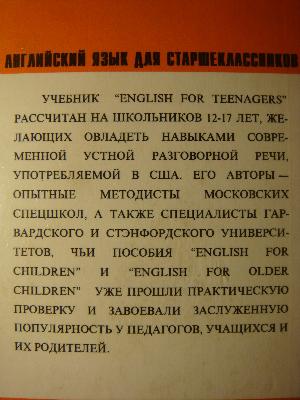 АНГЛИЙСКИЙ ЯЗЫК ДЛЯ СТАРШЕКЛАССНИКОВ
УЧЕБНИК "ENGLISH FOR TEENAGERS"
РАССЧИТАН НА ШКОЛЬНИКОВ 12-17 ЛЕТ, ЖЕ-
ЛАЮЩИХ ОВЛАДЕТЬ НАВЫКАМИ СОВРЕ-
МЕННОЙ УСТНОЙ РАЗГОВОРНОЙ РЕЧИ,
УПОТРЕБЛЯЕМОЙ В США. ЕГО АВТОРЫ —
ОПЫТНЫЕ МЕТОДИСТЫ МОСКОВСКИХ
СПЕЦШКОЛ, А ТАКЖЕ СПЕЦИАЛИСТЫ ГАР-
ВАРДСКОГО И СТЭНФОРДСКОГО УНИВЕРСИ-
ТЕТОВ, ЧЬИ ПОСОБИЯ "ENGLISH FOR
CHILDREN" И "ENGLISH FOR OLDER
CHILDREN" УЖЕ ПРОШЛИ ПРАКТИЧЕСКУЮ
ПРОВЕРКУ И ЗАВОЕВАЛИ ЗАСЛУЖЕННУЮ
ПОПУЛЯРНОСТЬ У ПЕДАГОГОВ, УЧАЩИХСЯ И
ИХ РОДИТЕЛЕЙ.